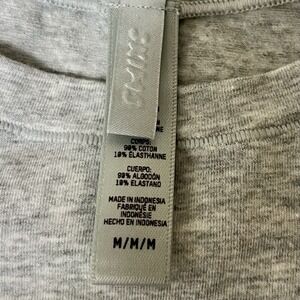 SKIMS
CORPS:
90% COTON
10% ELASTHANNE
CUERPO:
90% ALGODÓN
10% ELASTANO
MADE IN INDONESIA
FABRIQUÉ EN
INDONÉSIE
HECHO EN INDONESIA
M/M/M